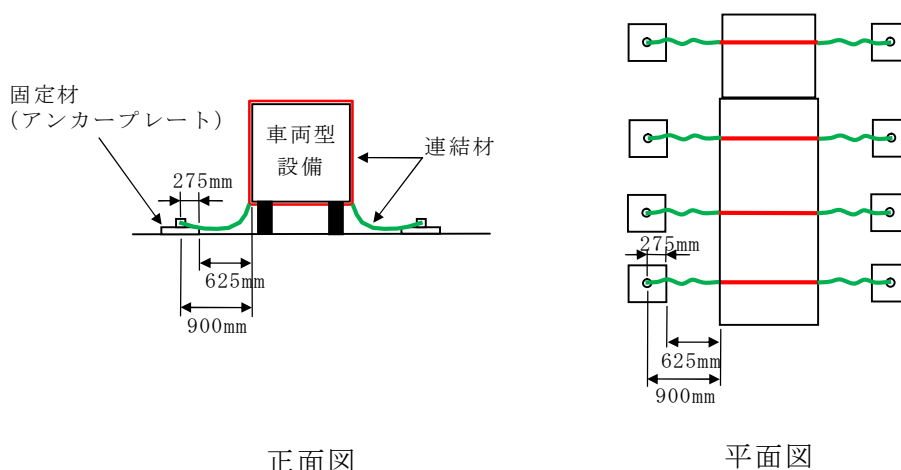 固定材
（アンカープレート）
車両型
設備
連結材
275mm
625mm
900mm
正面図
275mm
625mm
900mm
平面図